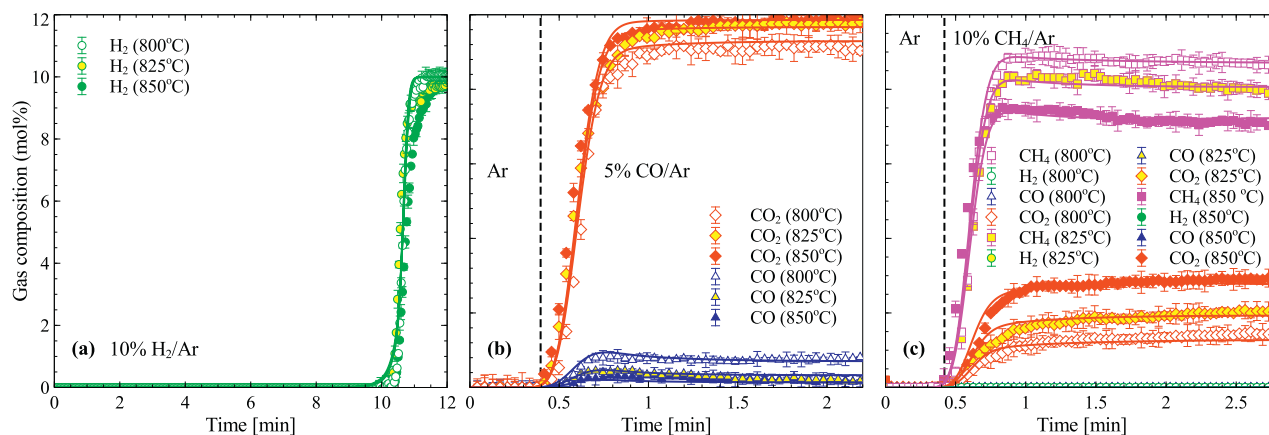 Gas composition (mol%)
12
10
8
6
4
2
0
H₂ (800°C)
H₂ (825°C)
H₂ (850°C)
(a) 10% H₂/Ar
0 2 4 6 8 10 12
Time [min]
Ar
5% CO/Ar
CO₂ (800°C)
CO₂ (825°C)
CO₂ (850°C)
CO (800°C)
CO (825°C)
CO (850°C)
(b)
0.5 1 1.5 2
Time [min]
Ar
10% CH₄/Ar
CH₄ (800°C) CO (825°C)
H₂ (800°C) CO₂ (825°C)
CO (800°C) CH₄ (850 °C)
CO₂ (800°C) H₂ (850°C)
CH₄ (825°C) CO (850°C)
H₂ (825°C) CO₂ (850°C)
(c)
0 0.5 1 1.5 2 2.5
Time [min]